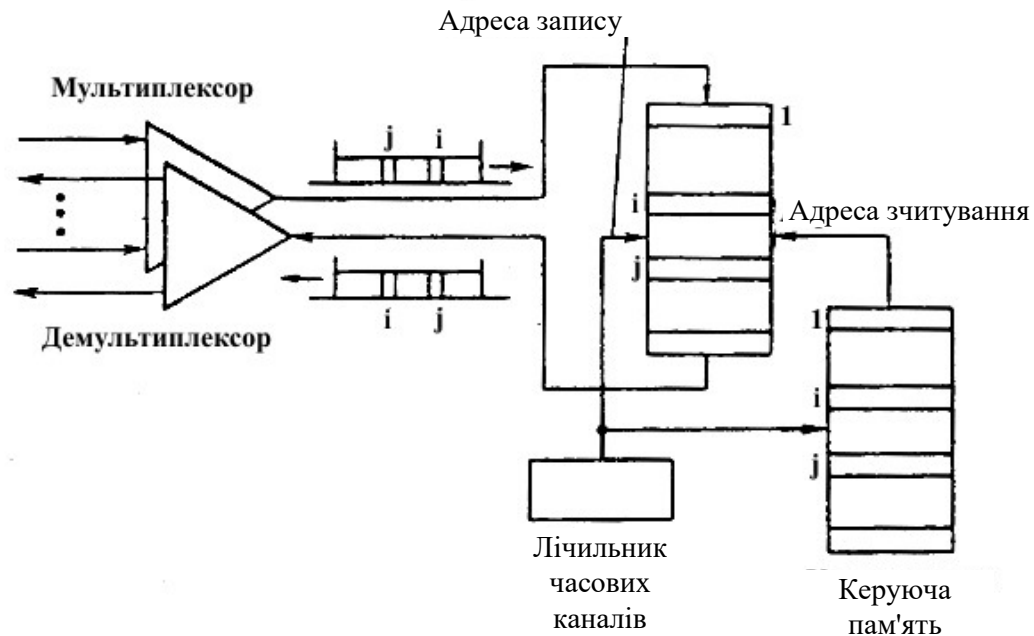 Адреса запису
Мультиплексор
j i
1
i
Адреса зчитування
j
i j
Демультиплексор
1
i
j
Лічильник
часових
каналів
Керуюча
пам'ять